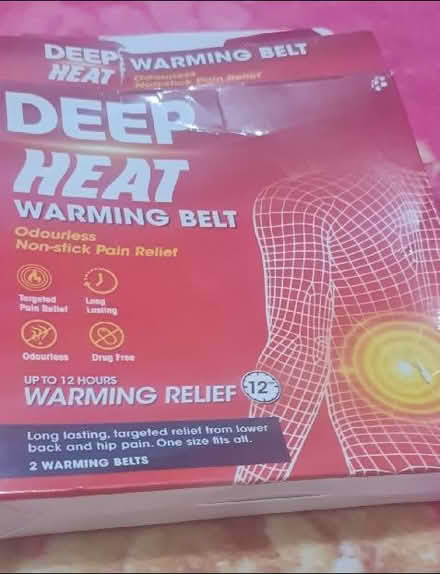 DEEP HEAT WARMING BELT
Odourless
Non-stick Pain Relief
DEEP
HEAT
WARMING BELT
Odourless
Non-stick Pain Relief
Targeted Pain Relief
Long Lasting
Odourless
Drug Free
UP TO 12 HOURS
WARMING RELIEF
12
Long lasting, targeted relief from lower
back and hip pain. One size fits all.
2 WARMING BELTS